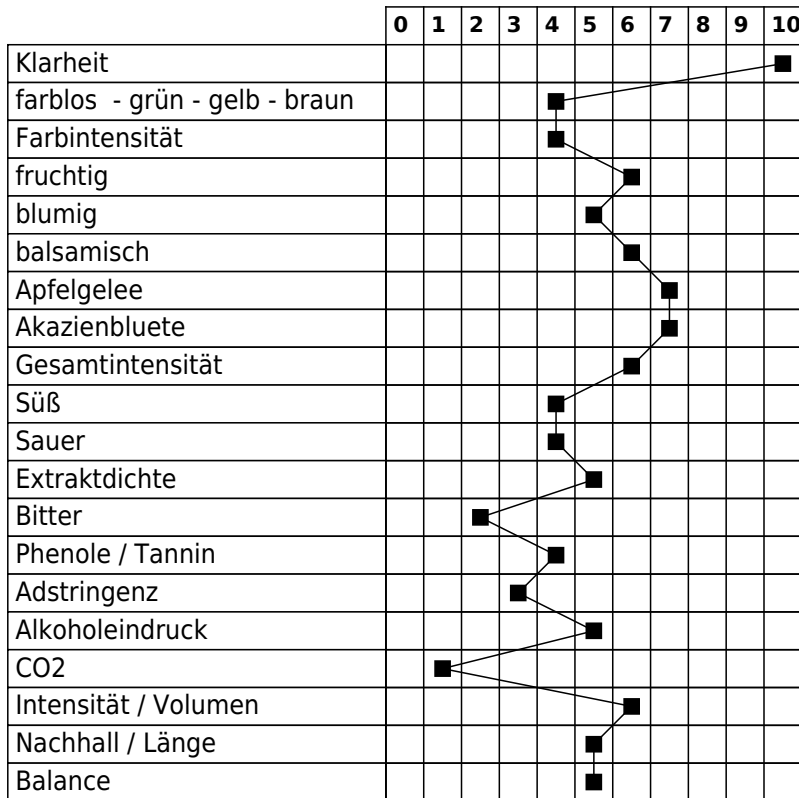 0 1 2 3 4 5 6 7 8 9 10
Klarheit
farblos - grün - gelb - braun
Farbintensität
fruchtig
blumig
balsamisch
Apfelgelee
Akazienbluete
Gesamtintensität
Süß
Sauer
Extraktdichte
Bitter
Phenole / Tannin
Adstringenz
Alkoholeindruck
CO2
Intensität / Volumen
Nachhall / Länge
Balance